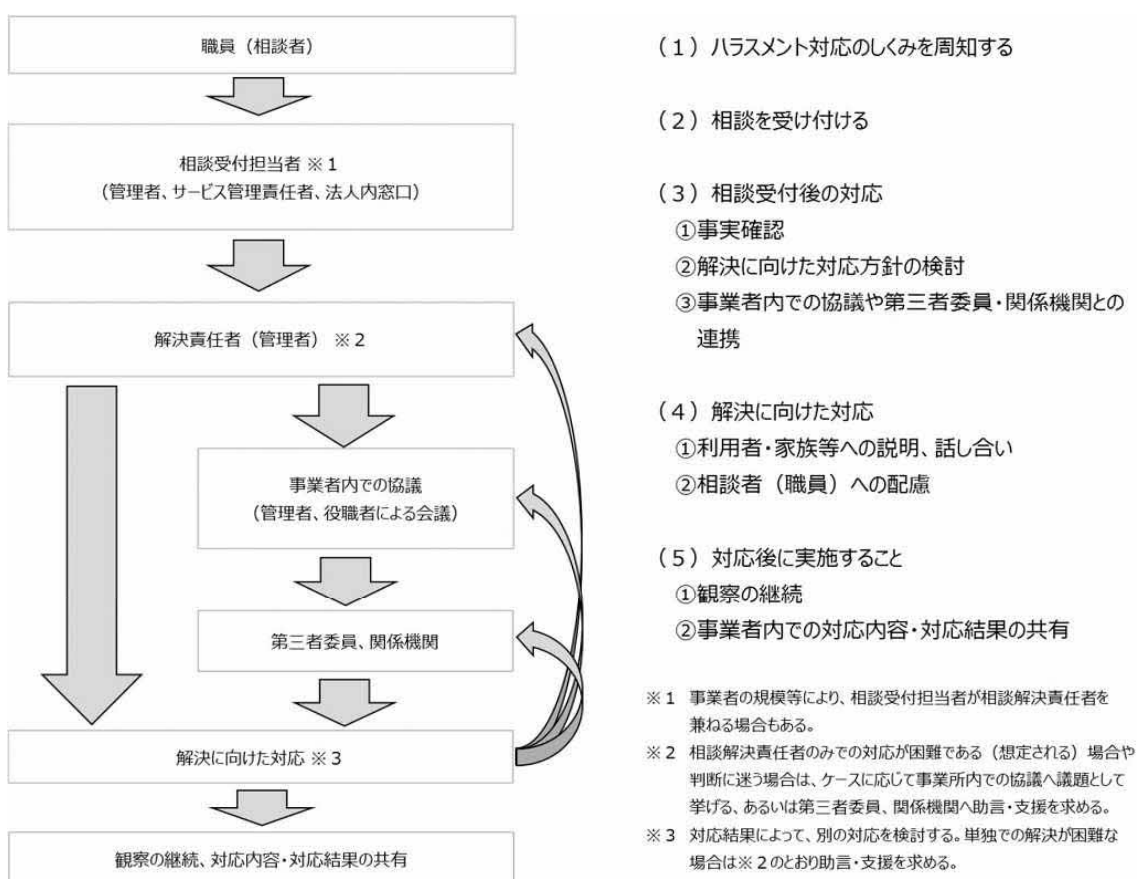 職員（相談者）
相談受付担当者 ※１
（管理者、サービス管理責任者、法人内窓口）
解決責任者（管理者） ※２
事業者内での協議
（管理者、役職者による会議）
第三者委員、関係機関
解決に向けた対応 ※３
観察の継続、対応内容・対応結果の共有
（１）ハラスメント対応のしくみを周知する
（２）相談を受け付ける
（３）相談受付後の対応
①事実確認
②解決に向けた対応方針の検討
③事業者内での協議や第三者委員・関係機関との
連携
（４）解決に向けた対応
①利用者・家族等への説明、話し合い
②相談者（職員）への配慮
（５）対応後に実施すること
①観察の継続
②事業者内での対応内容・対応結果の共有
※１ 事業者の規模等により、相談受付担当者が相談解決責任者を
兼ねる場合もある。
※２ 相談解決責任者のみでの対応が困難である（想定される）場合や
判断に迷う場合は、ケースに応じて事業所内での協議へ議題として
挙げる、あるいは第三者委員、関係機関へ助言・支援を求める。
※３ 対応結果によって、別の対応を検討する。単独での解決が困難な
場合は※２のとおり助言・支援を求める。